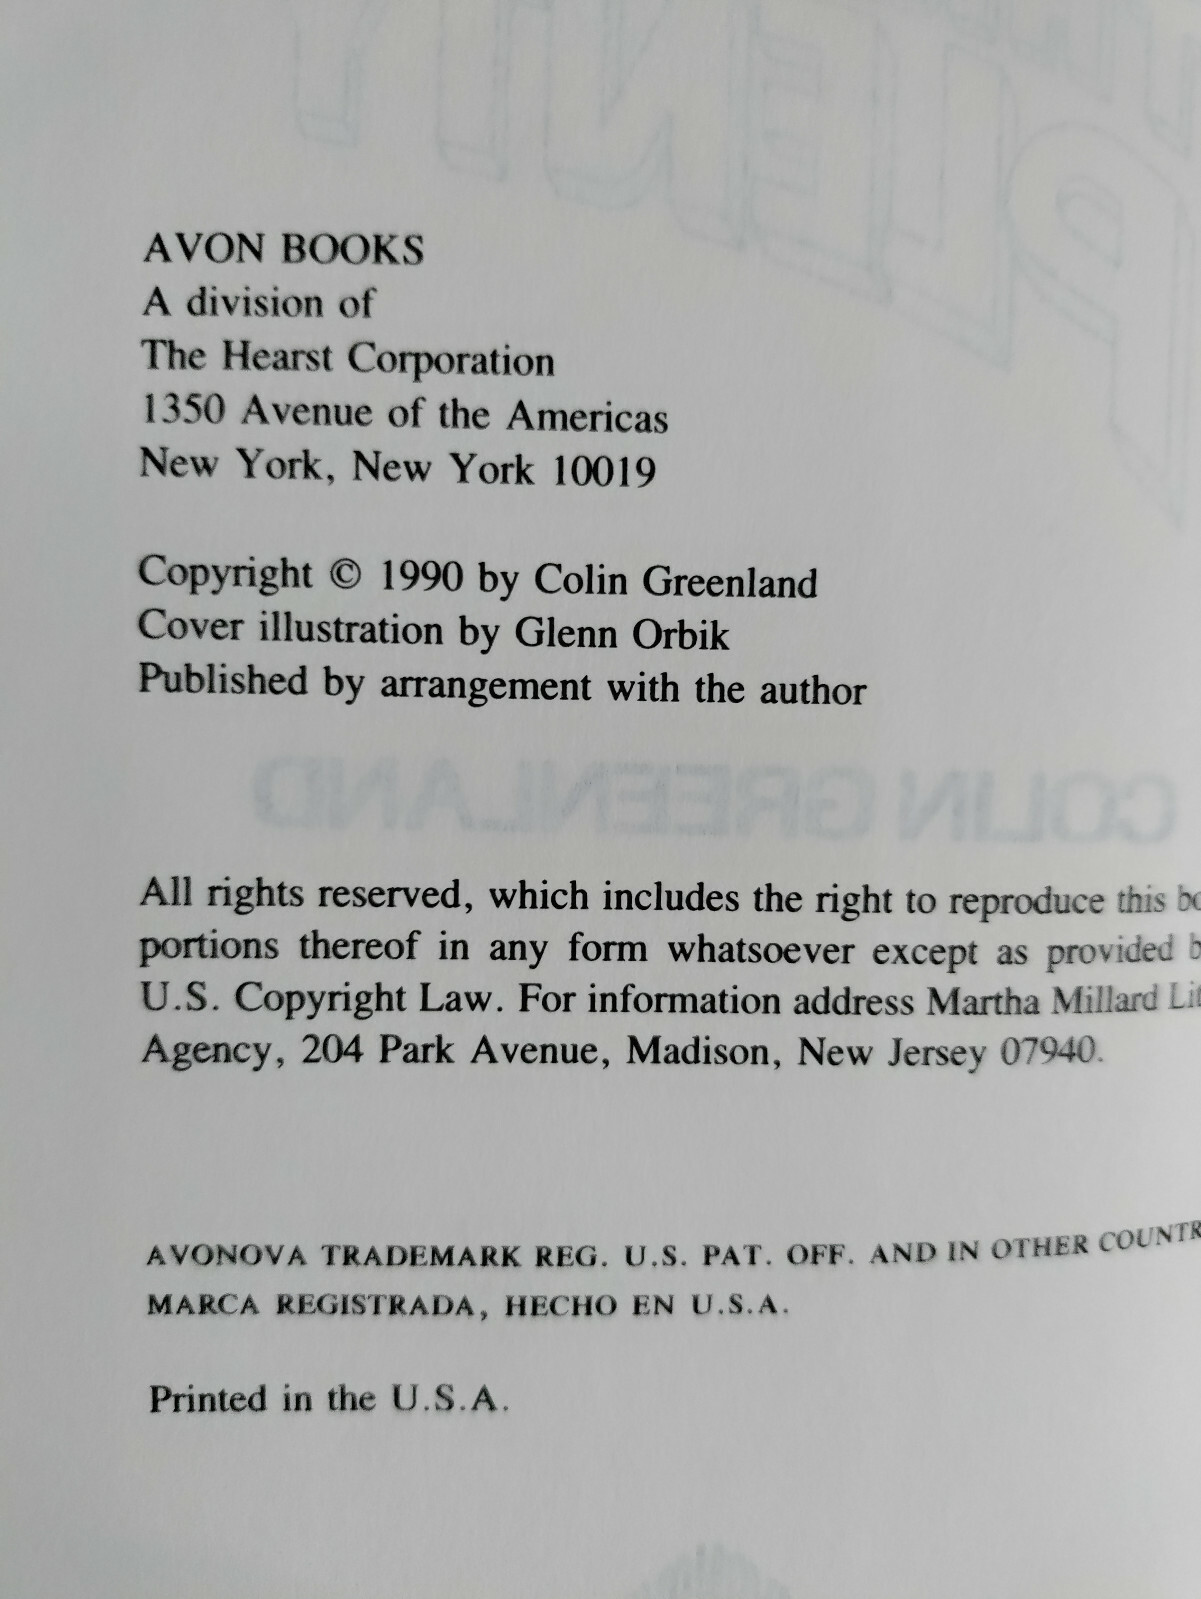 AVON BOOKS
A division of
The Hearst Corporation
1350 Avenue of the Americas
New York, New York 10019
Copyright © 1990 by Colin Greenland
Cover illustration by Glenn Orbik
Published by arrangement with the author
COLIN GREENLAND
All rights reserved, which includes the right to reproduce this
portions thereof in any form whatsoever except as provided
U.S. Copyright Law. For information address Martha Millard
Agency, 204 Park Avenue, Madison, New Jersey 07940.
AVONOVA TRADEMARK REG. U.S. PAT. OFF. AND IN OTHER
MARCA REGISTRADA, HECHO EN U.S.A.
Printed in the U.S.A.